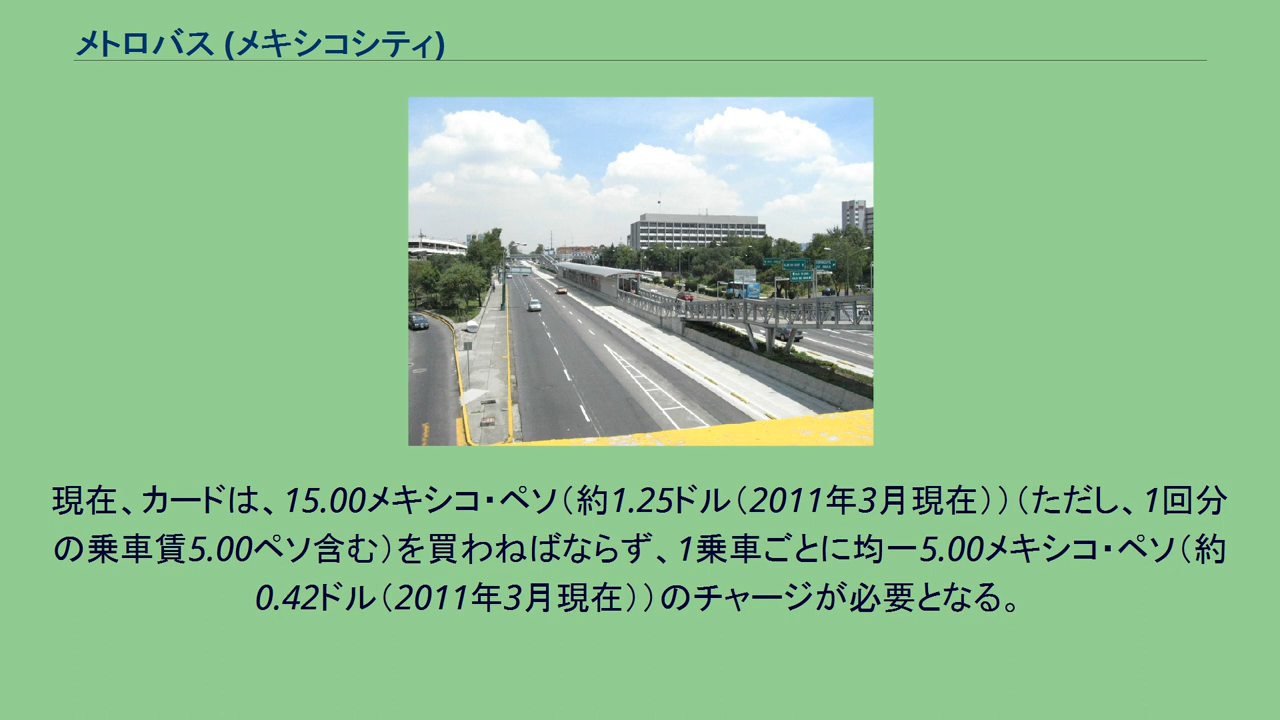 メトロバス (メキシコシティ)
現在、カードは、15.00メキシコ・ペソ（約1.25ドル（2011年3月現在））（ただし、1回分
の乗車賃5.00ペソ含む）を買わねばならず、1乗車ごとに均一5.00メキシコ・ペソ（約
0.42ドル（2011年3月現在））のチャージが必要となる。